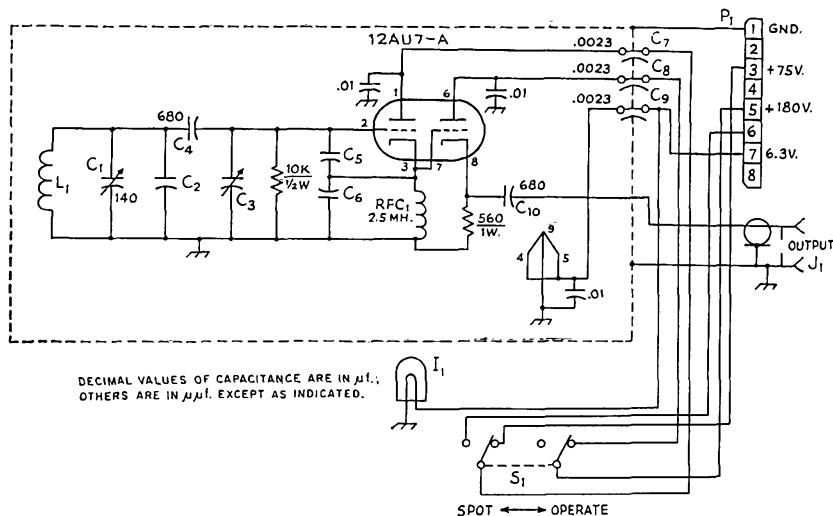 12AU7-A
P1
1 GND.
2
3 +75V.
4
5 +180V.
6
7 6.3V.
8
.0023 C7
.0023 C8
.0023 C9
.01
1
6
.01
2
3
7
8
680
C4
L1
C1
140
C2
C3
10K
1/2W
C5
C6
RFC1
2.5 MH.
560
1W.
680
C10
9
4
5
.01
OUTPUT
J1
DECIMAL VALUES OF CAPACITANCE ARE IN µf.;
OTHERS ARE IN µµf. EXCEPT AS INDICATED.
I1
S1
SPOT ⟷ OPERATE